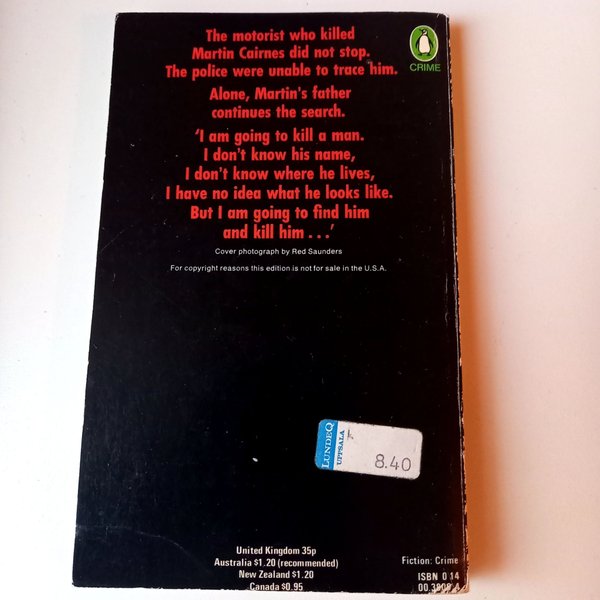 The motorist who killed
Martin Cairnes did not stop.
The police were unable to trace him.
Alone, Martin's father
continues the search.
'I am going to kill a man.
I don't know his name,
I don't know where he lives,
I have no idea what he looks like.
But I am going to find him
and kill him . . .'
Cover photograph by Red Saunders
For copyright reasons this edition is not for sale in the U.S.A.
CRIME
LUNDEQ
UPPSALA
8.40
United Kingdom 35p
Australia $1.20 (recommended)
New Zealand $1.20
Canada $0.95
Fiction: Crime
ISBN 0 14